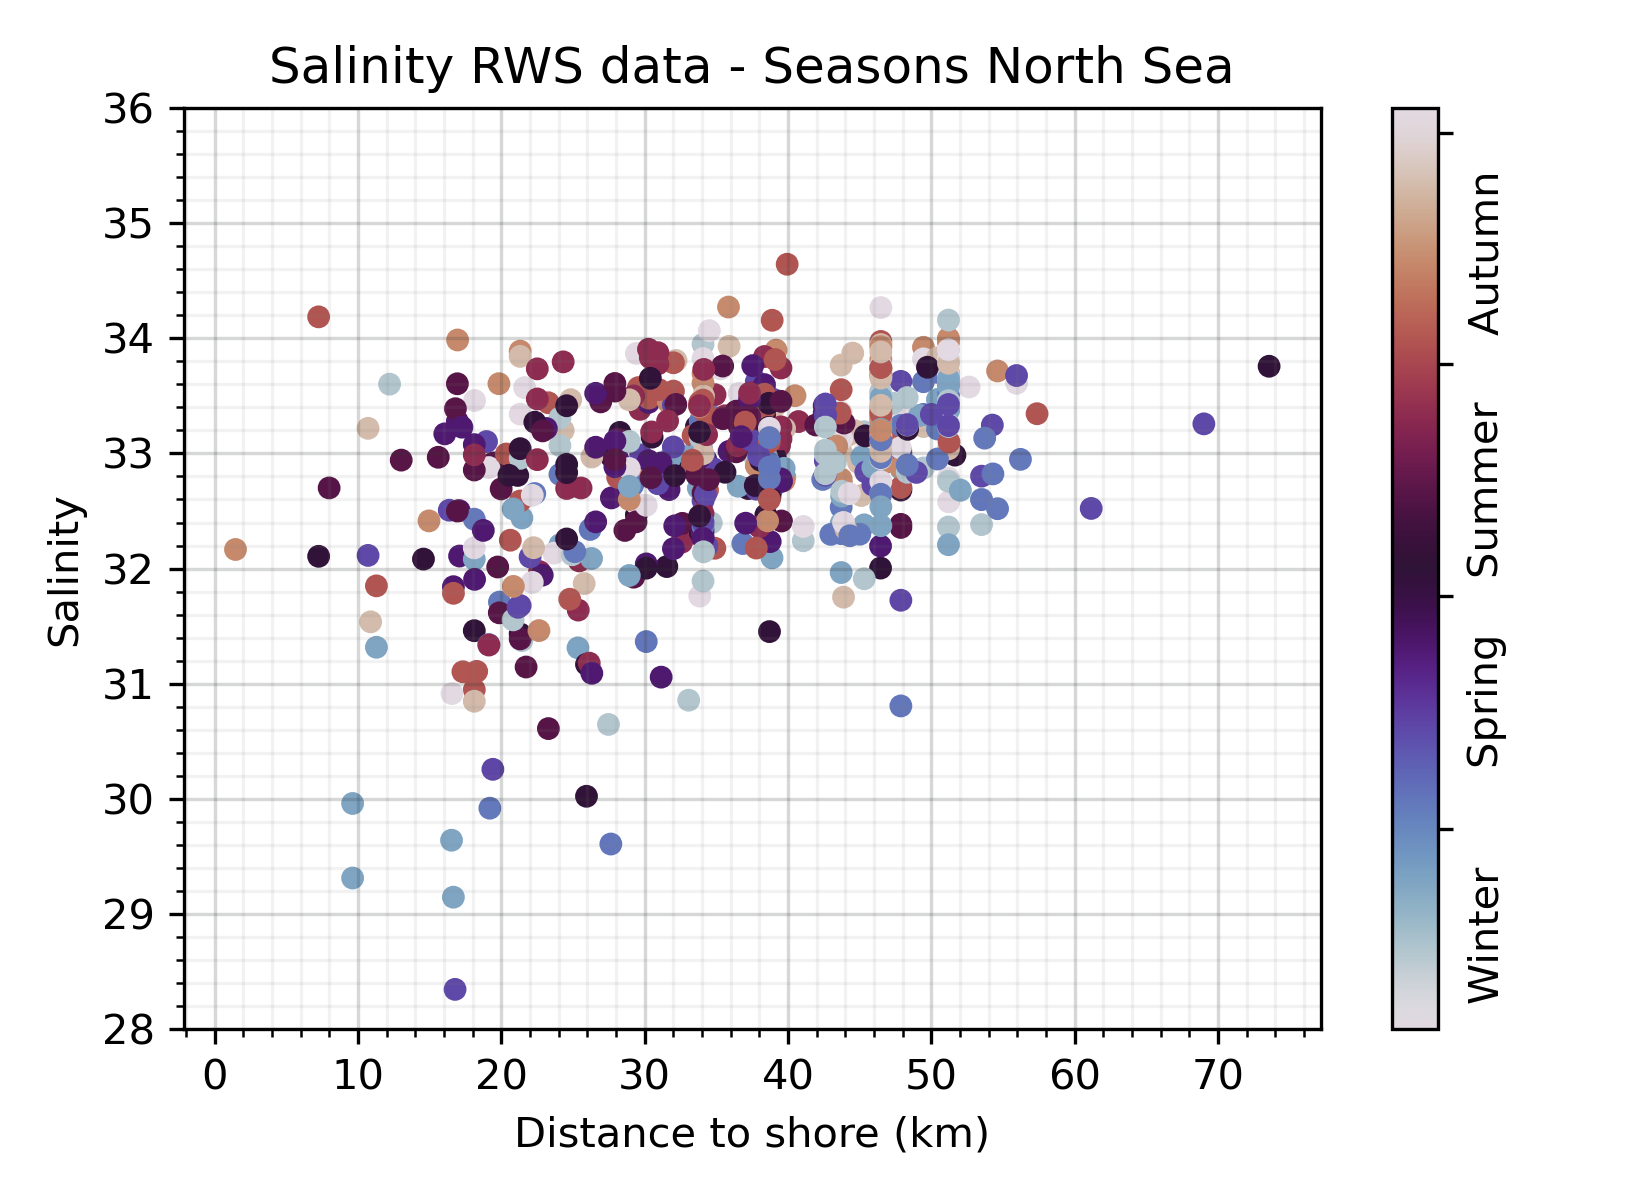 Salinity RWS data - Seasons North Sea
36
35
34
33
32
31
30
29
28
Salinity
0 10 20 30 40 50 60 70
Distance to shore (km)
Autumn
Summer
Spring
Winter